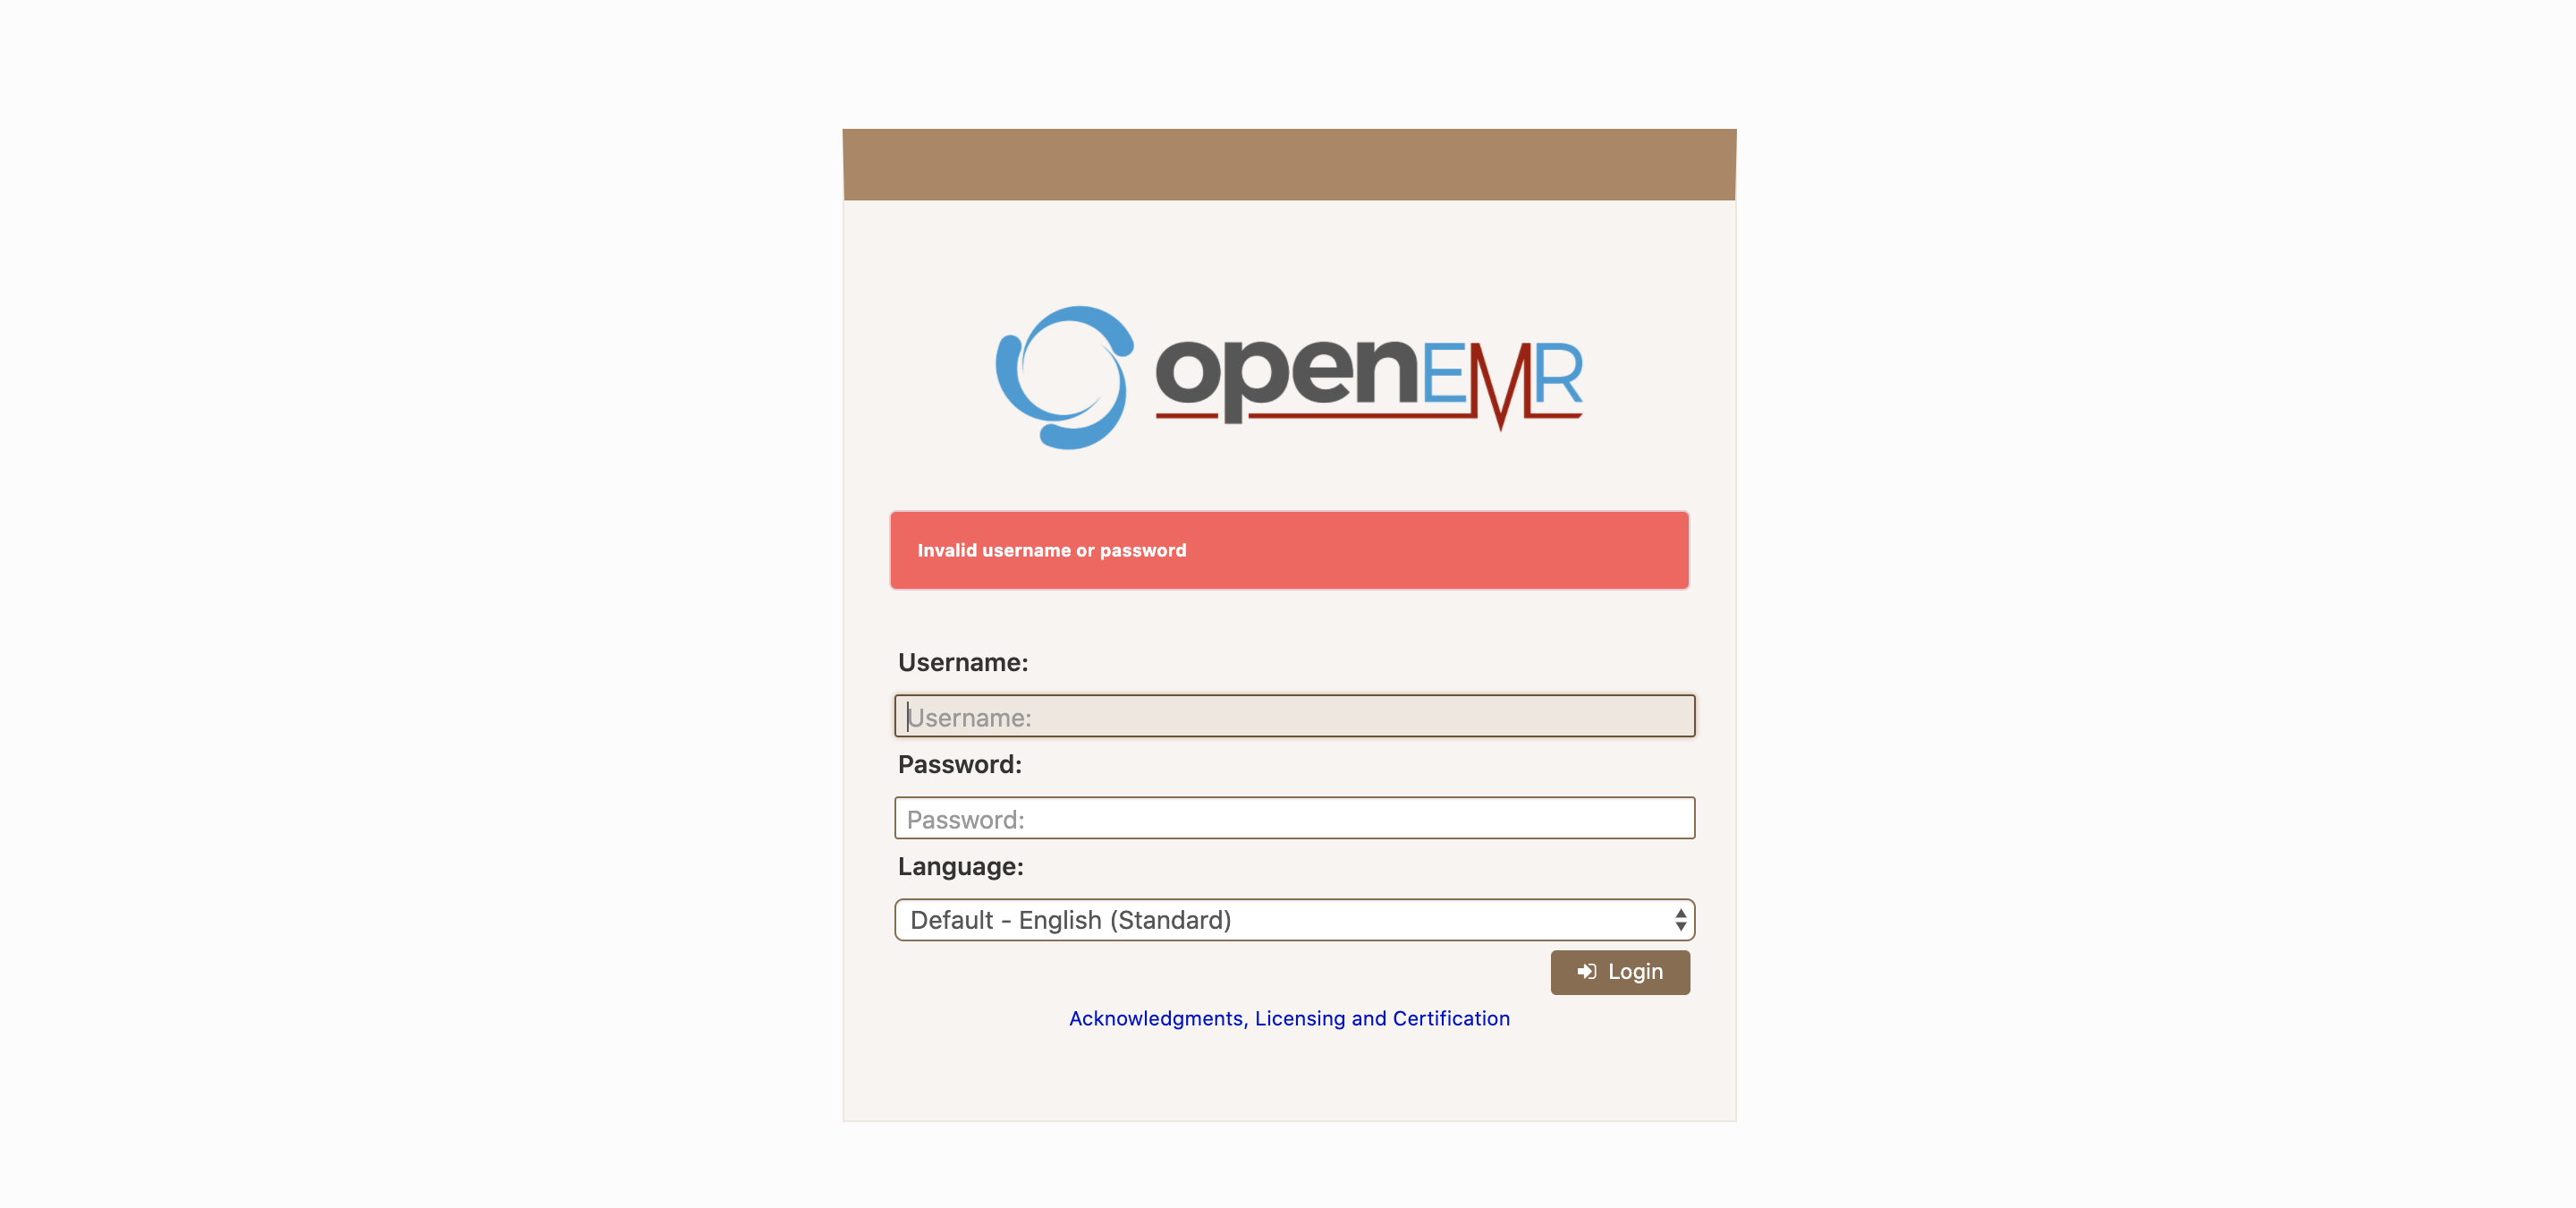 openEMR
Invalid username or password
Username:
Username:
Password:
Password:
Language:
Default - English (Standard)
Login
Acknowledgments, Licensing and Certification